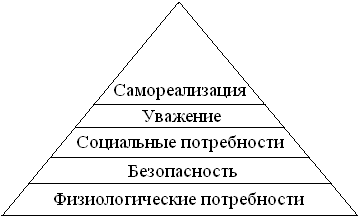 Самореализация
Уважение
Социальные потребности
Безопасность
Физиологические потребности